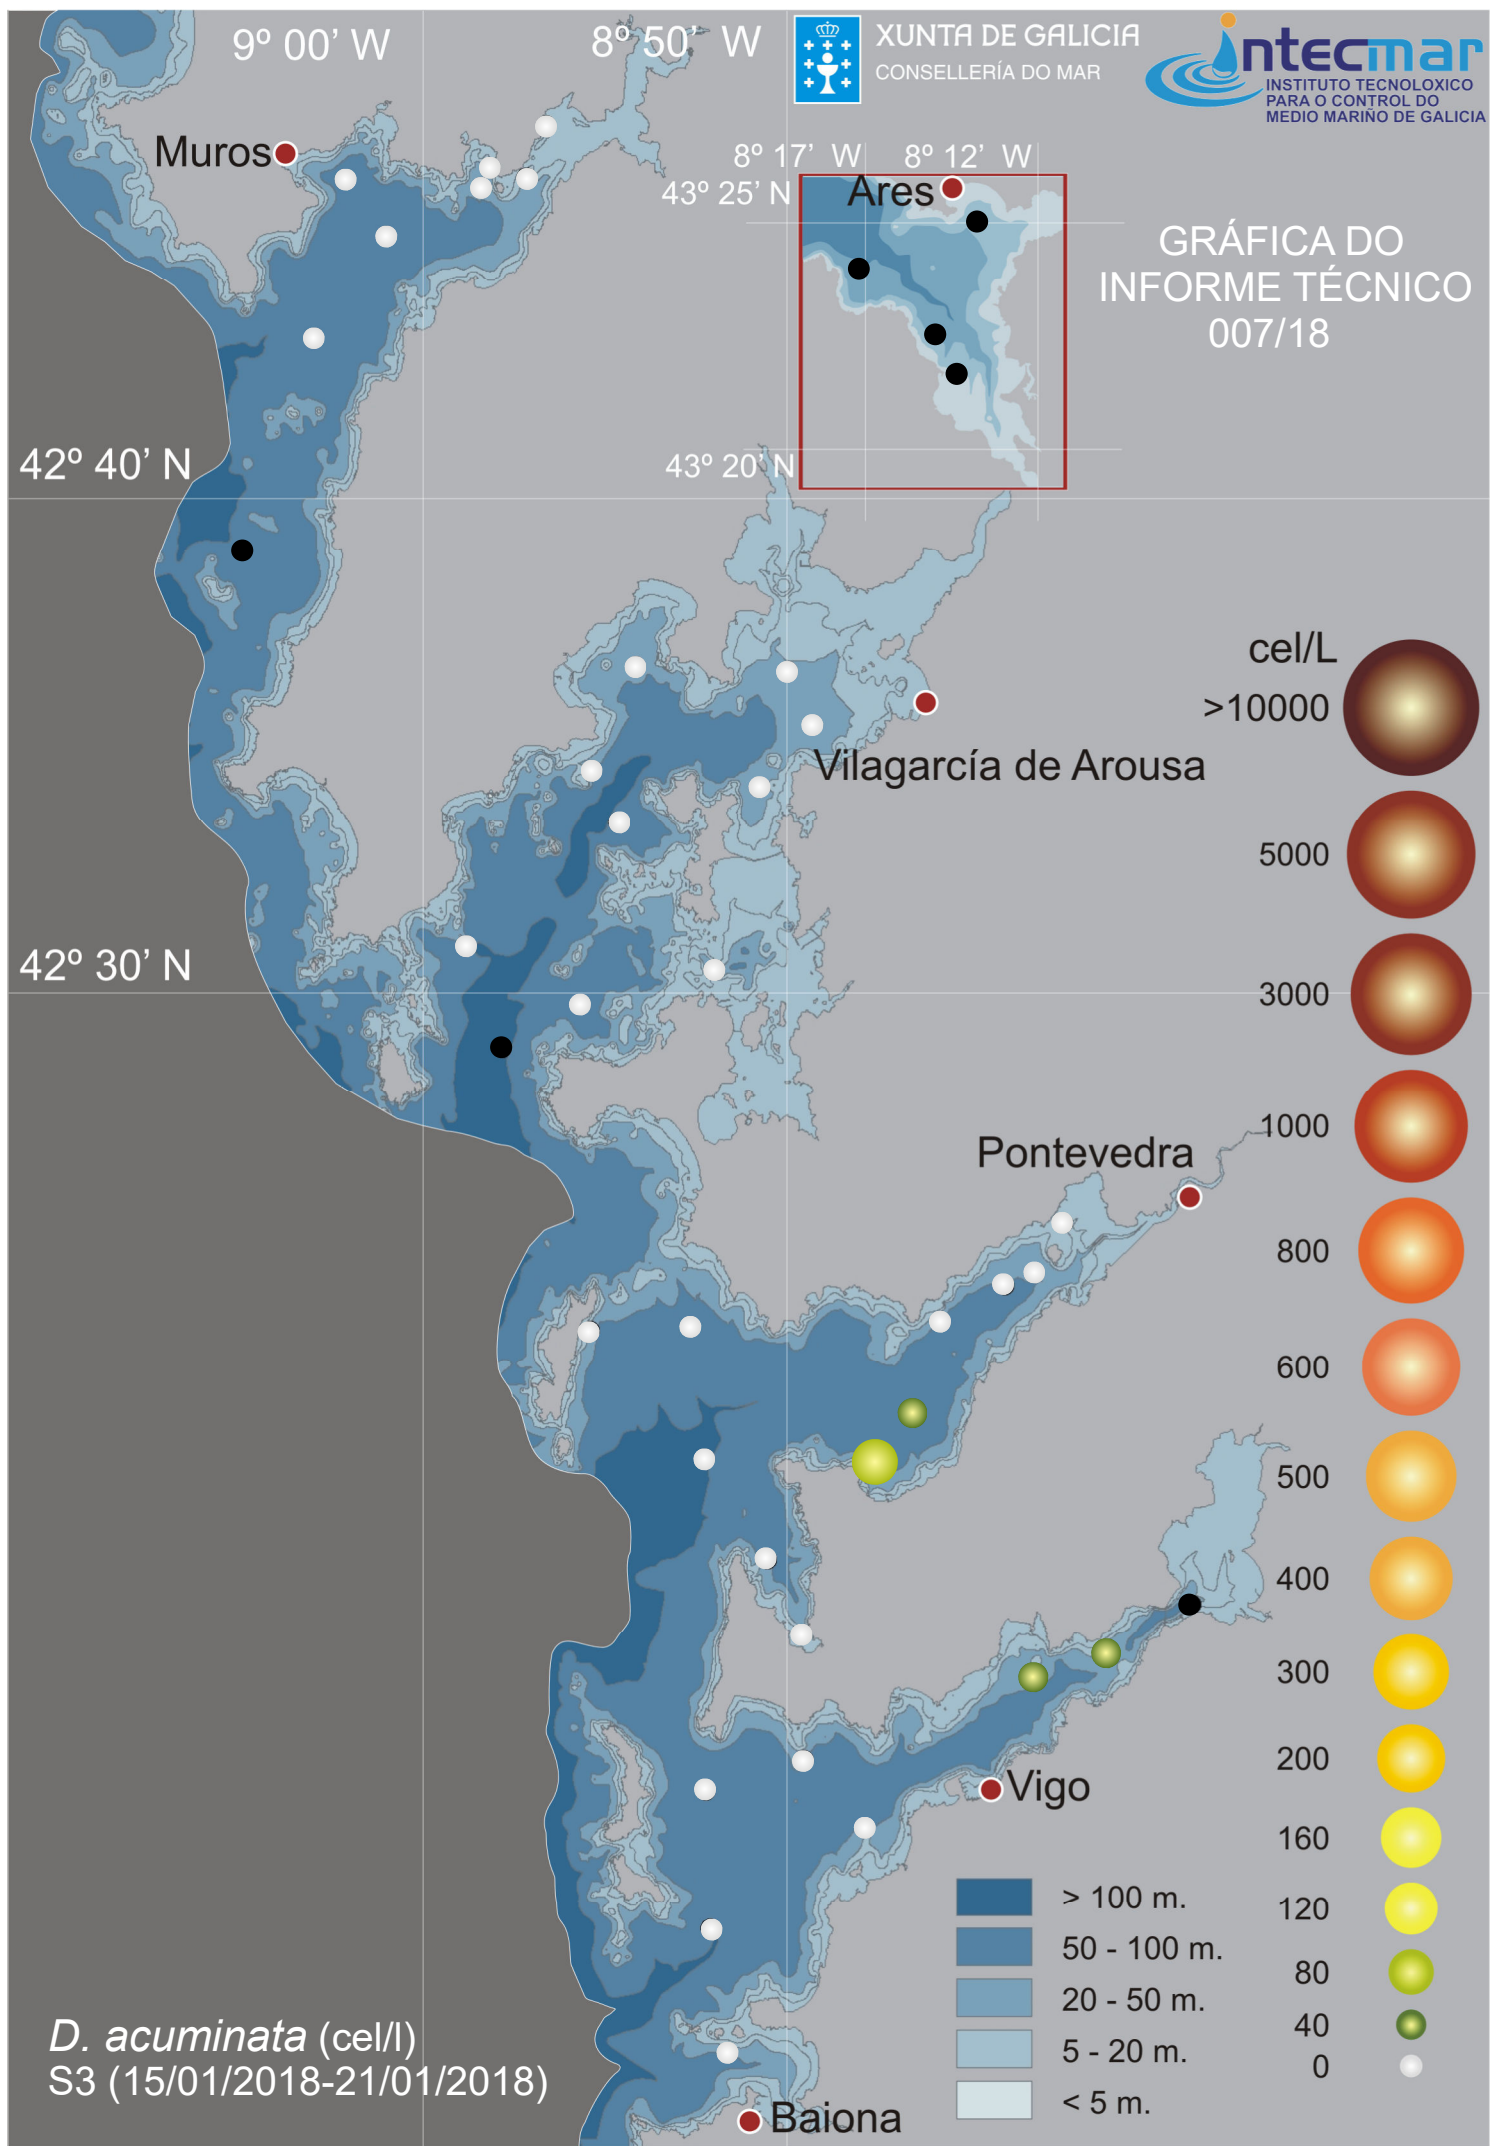 9º 00' W
8º 50' W
XUNTA DE GALICIA
CONSELLERÍA DO MAR
intecmar
INSTITUTO TECNOLOXICO
PARA O CONTROL DO
MEDIO MARIÑO DE GALICIA
Muros
8º 17' W
8º 12' W
43º 25' N
Ares
GRÁFICA DO
INFORME TÉCNICO
007/18
42º 40' N
43º 20' N
cel/L
>10000
Vilagarcía de Arousa
5000
42º 30' N
3000
1000
Pontevedra
800
600
500
400
300
200
Vigo
160
> 100 m.
120
50 - 100 m.
80
20 - 50 m.
40
5 - 20 m.
0
< 5 m.
D. acuminata (cel/l)
S3 (15/01/2018-21/01/2018)
Baiona